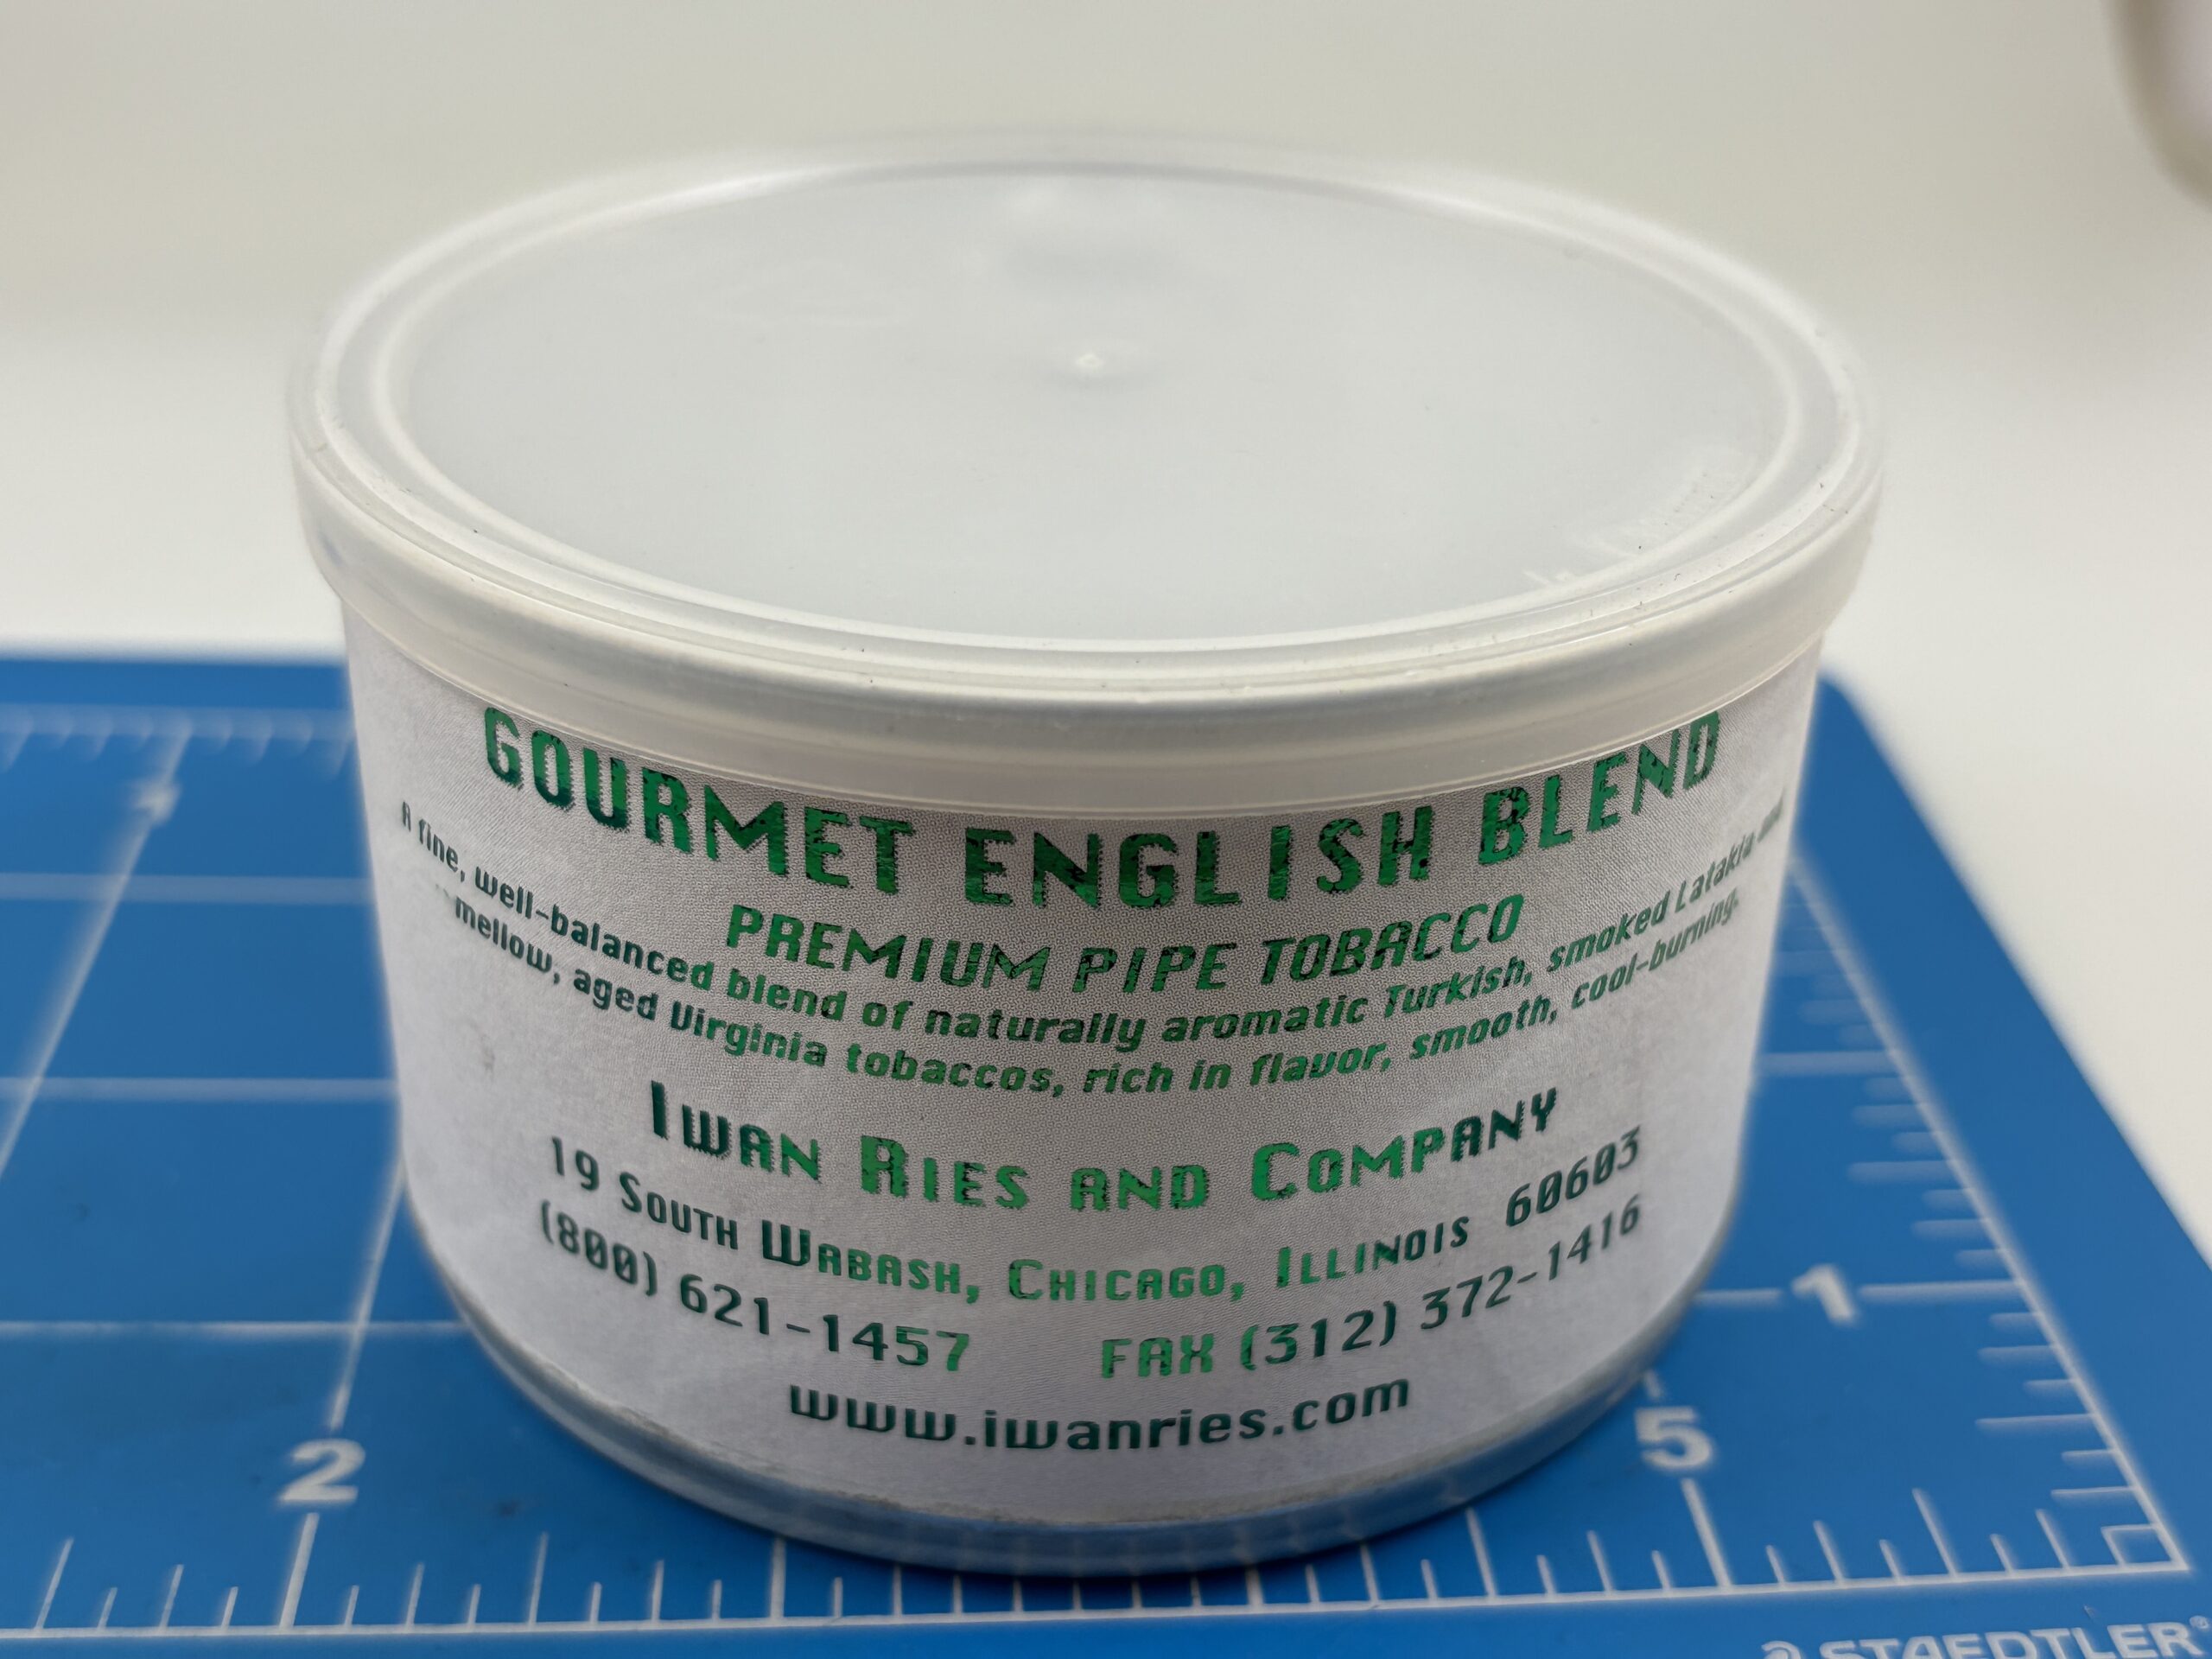 GOURMET ENGLISH BLEND
PREMIUM PIPE TOBACCO
A fine, well-balanced blend of naturally aromatic Turkish, smoked Latakia and
mellow, aged Virginia tobaccos, rich in flavor, smooth, cool-burning.
IWAN RIES AND COMPANY
19 SOUTH WABASH, CHICAGO, ILLINOIS 60603
(800) 621-1457 FAX (312) 372-1416
www.iwanries.com
1
2
5
STAEDTLER®